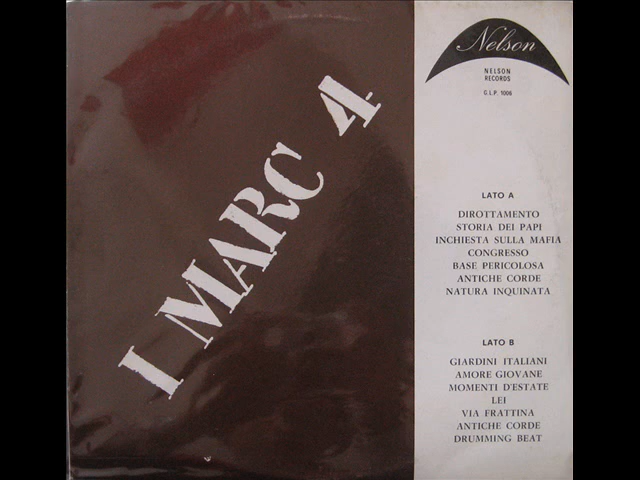 I MARC 4
Nelson
NELSON
RECORDS
G.L.P. 1006
LATO A
DIROTTAMENTO
STORIA DEI PAPI
INCHIESTA SULLA MAFIA
CONGRESSO
BASE PERICOLOSA
ANTICHE CORDE
NATURA INQUINATA
LATO B
GIARDINI ITALIANI
AMORE GIOVANE
MOMENTI D'ESTATE
LEI
VIA FRATTINA
ANTICHE CORDE
DRUMMING BEAT